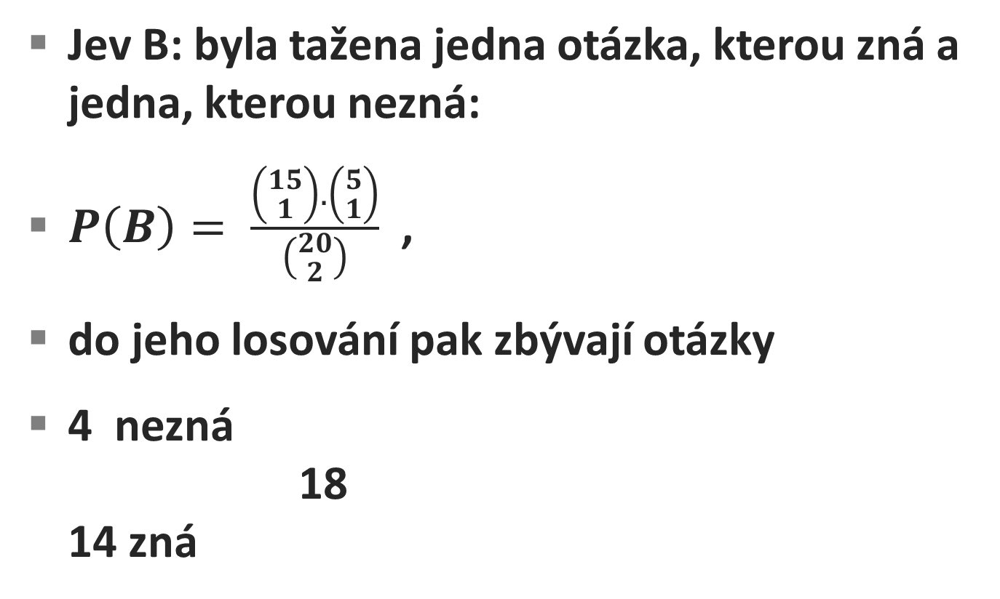 ▪ Jev B: byla tažena jedna otázka, kterou zná a
jedna, kterou nezná:
▪ P(B) = \frac{\binom{15}{1} \cdot \binom{5}{1}}{\binom{20}{2}} ,
▪ do jeho losování pak zbývají otázky
▪ 4 nezná
18
14 zná